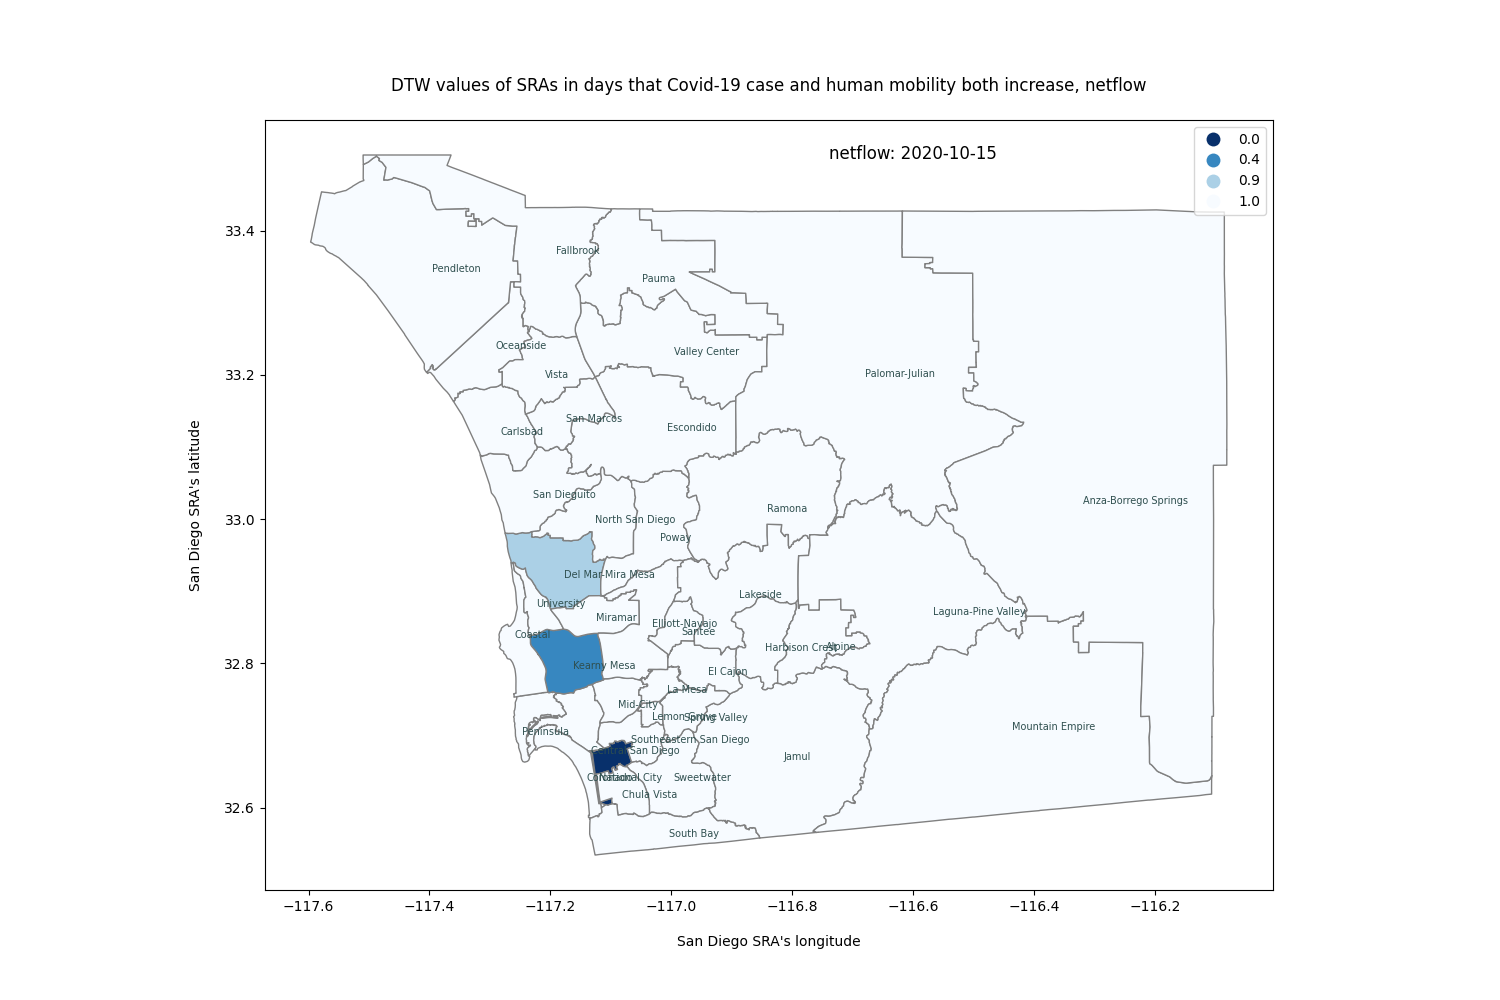 DTW values of SRAs in days that Covid-19 case and human mobility both increase, netflow
netflow: 2020-10-15
0.0
0.4
0.9
1.0
33.4
33.2
33.0
32.8
32.6
San Diego SRA's latitude
Fallbrook
Pendleton
Pauma
Oceanside
Valley Center
Vista
Palomar-Julian
San Marcos
Carlsbad
Escondido
San Dieguito
Anza-Borrego Springs
Ramona
North San Diego
Poway
Del Mar-Mira Mesa
Lakeside
University
Laguna-Pine Valley
Miramar
Elliott-Navajo
Santee
Coastal
Harbison Crest
Alpine
Kearny Mesa
El Cajon
La Mesa
Mid-City
Lemon Grove
Spring Valley
Mountain Empire
Peninsula
Southeastern San Diego
Central San Diego
Jamul
Coronado
National City
Sweetwater
Chula Vista
South Bay
−117.6
−117.4
−117.2
−117.0
−116.8
−116.6
−116.4
−116.2
San Diego SRA's longitude